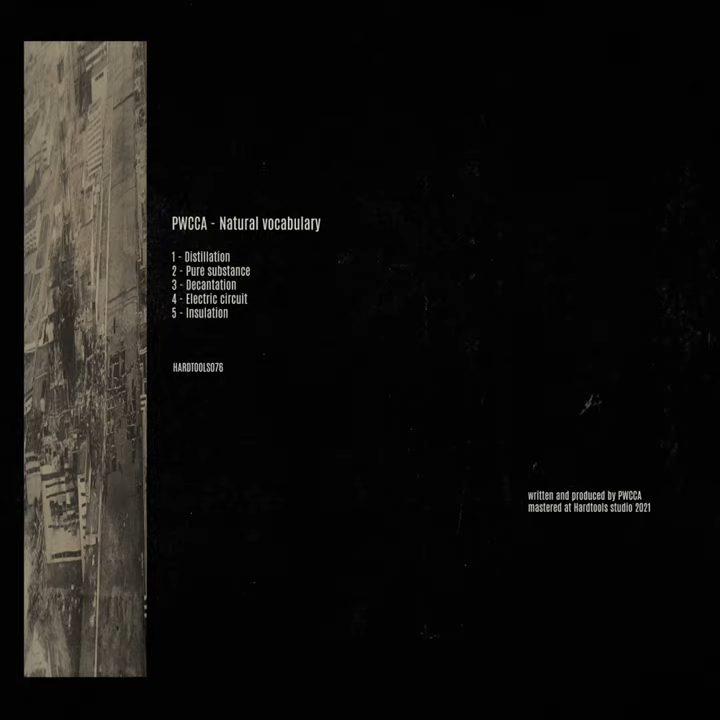 PWCCA - Natural vocabulary
1 - Distillation
2 - Pure substance
3 - Decantation
4 - Electric circuit
5 - Insulation
HARDTOOLS076
written and produced by PWCCA
mastered at Hardtools studio 2021